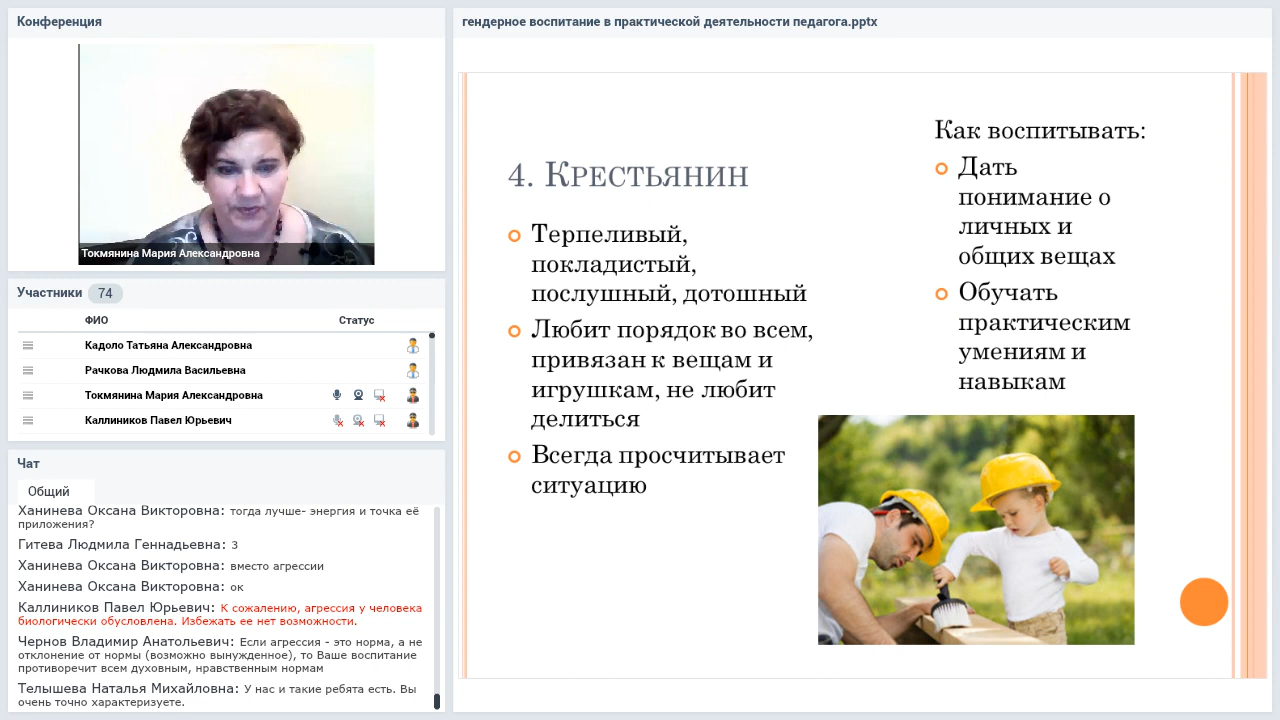 Конференция
Токмянина Мария Александровна
Участники 74
ФИО Статус
Кадоло Татьяна Александровна
Рачкова Людмила Васильевна
Токмянина Мария Александровна
Каллиников Павел Юрьевич
Чат
Общий
Ханинева Оксана Викторовна: тогда лучше- энергия и точка её
приложения?
Гитева Людмила Геннадьевна: 3
Ханинева Оксана Викторовна: вместо агрессии
Ханинева Оксана Викторовна: ок
Каллиников Павел Юрьевич: К сожалению, агрессия у человека
биологически обусловлена. Избежать ее нет возможности.
Чернов Владимир Анатольевич: Если агрессия - это норма, а не
отклонение от нормы (возможно вынужденное), то Ваше воспитание
противоречит всем духовным, нравственным нормам
Телышева Наталья Михайловна: У нас и такие ребята есть. Вы
очень точно характеризуете.
гендерное воспитание в практической деятельности педагога.pptx
4. Крестьянин
Терпеливый,
покладистый,
послушный, дотошный
Любит порядок во всем,
привязан к вещам и
игрушкам, не любит
делиться
Всегда просчитывает
ситуацию
Как воспитывать:
Дать
понимание о
личных и
общих вещах
Обучать
практическим
умениям и
навыкам